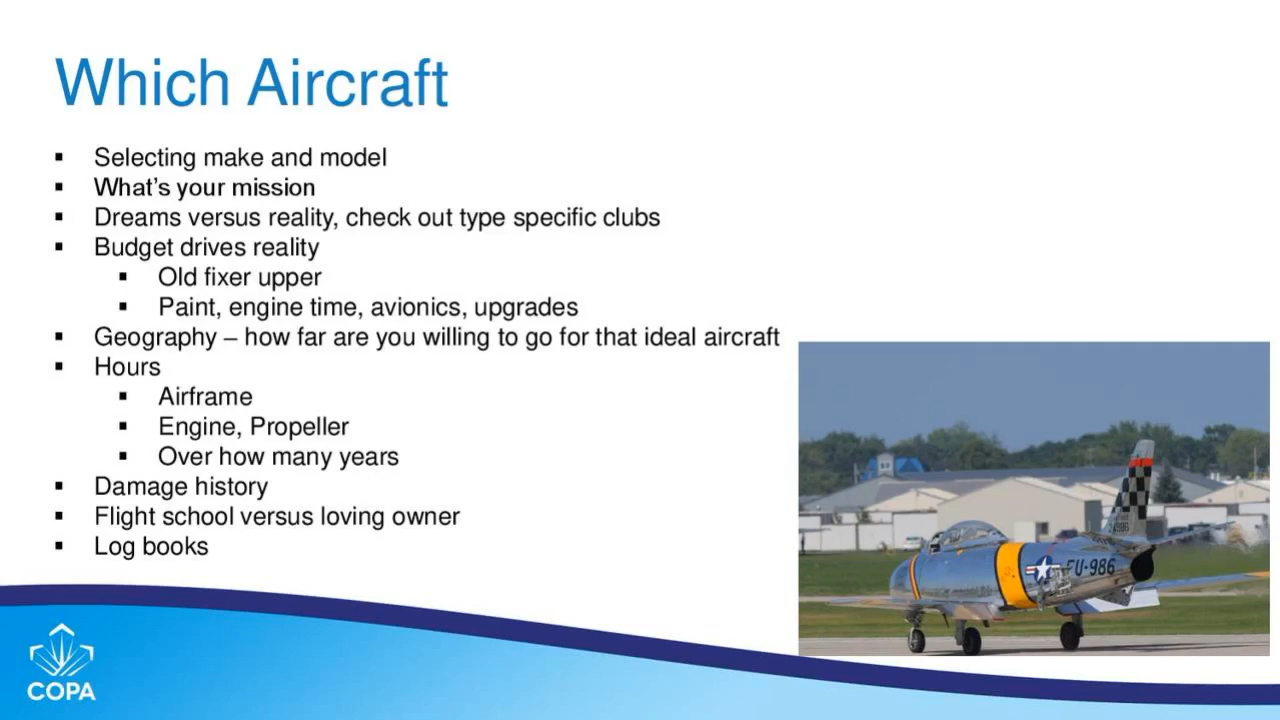 Which Aircraft
▪ Selecting make and model
▪ What's your mission
▪ Dreams versus reality, check out type specific clubs
▪ Budget drives reality
▪ Old fixer upper
▪ Paint, engine time, avionics, upgrades
▪ Geography – how far are you willing to go for that ideal aircraft
▪ Hours
▪ Airframe
▪ Engine, Propeller
▪ Over how many years
▪ Damage history
▪ Flight school versus loving owner
▪ Log books
FU-986
COPA